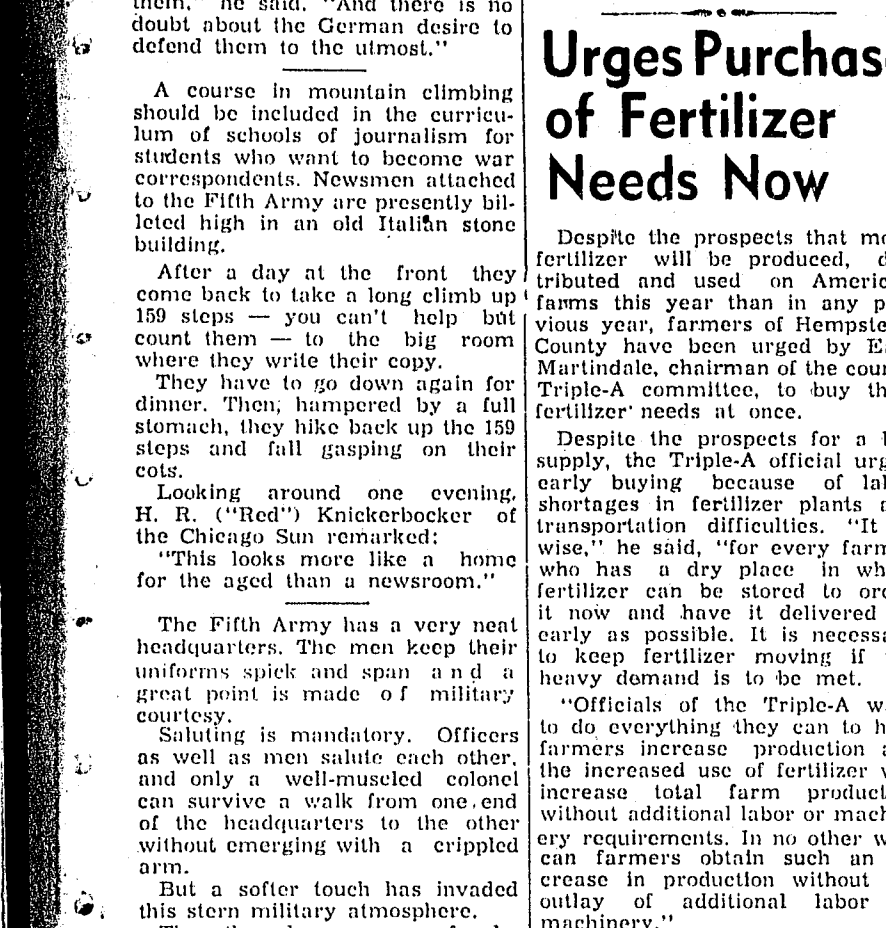 them," he said. "And there is no
doubt about the German desire to
defend them to the utmost."
A course in mountain climbing
should be included in the curricu-
lum of schools of journalism for
students who want to become war
correspondents. Newsmen attached
to the Fifth Army are presently bil-
leted high in an old Italian stone
building.
After a day at the front they
come back to take a long climb up
159 steps — you can't help but
count them — to the big room
where they write their copy.
They have to go down again for
dinner. Then, hampered by a full
stomach, they hike back up the 159
steps and fall gasping on their
cots.
Looking around one evening,
H. R. ("Red") Knickerbocker of
the Chicago Sun remarked:
"This looks more like a home
for the aged than a newsroom."
The Fifth Army has a very neat
headquarters. The men keep their
uniforms spick and span and a
great point is made of military
courtesy.
Saluting is mandatory. Officers
as well as men salute each other,
and only a well-muscled colonel
can survive a walk from one end
of the headquarters to the other
without emerging with a crippled
arm.
But a softer touch has invaded
this stern military atmosphere.
Urges Purchas
of Fertilizer
Needs Now
Despite the prospects that mo
fertilizer will be produced, d
tributed and used on Americ
farms this year than in any p
vious year, farmers of Hempste
County have been urged by E
Martindale, chairman of the coun
Triple-A committee, to buy th
fertilizer needs at once.
Despite the prospects for a l
supply, the Triple-A official urg
early buying because of la
shortages in fertilizer plants a
transportation difficulties. "It
wise," he said, "for every farm
who has a dry place in wh
fertilizer can be stored to ord
it now and have it delivered
early as possible. It is necessa
to keep fertilizer moving if
heavy demand is to be met.
"Officials of the Triple-A w
to do everything they can to h
farmers increase production a
the increased use of fertilizer w
increase total farm product
without additional labor or mach
ery requirements. In no other w
can farmers obtain such an
crease in production without
outlay of additional labor
machinery."